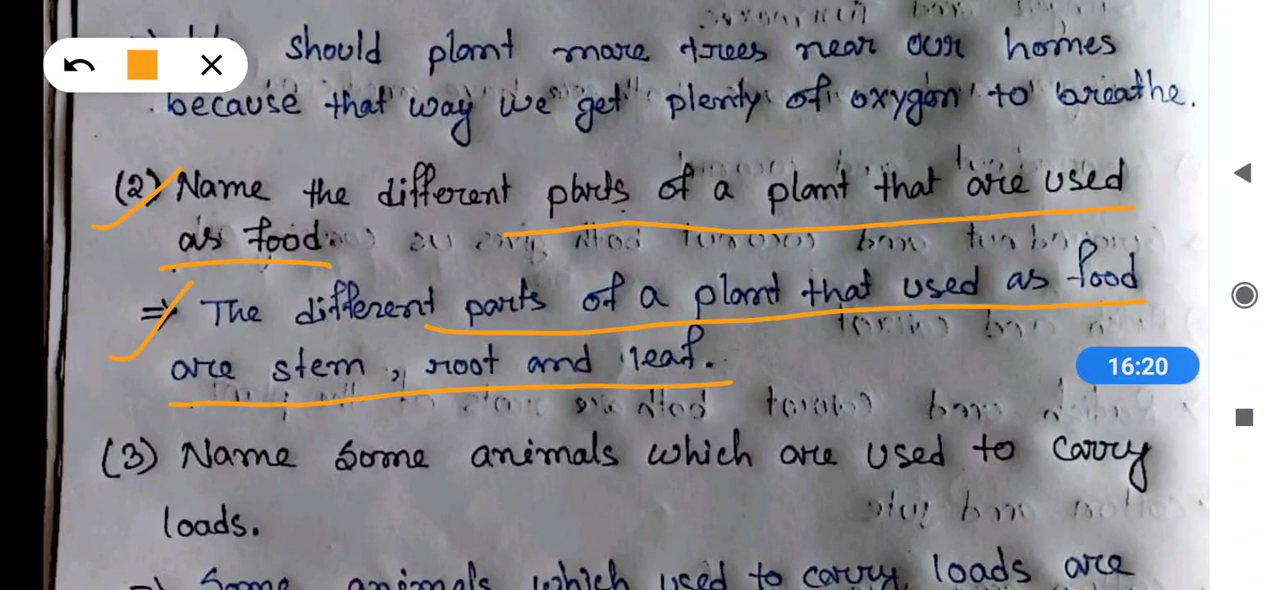 should plant more trees near our homes
because that way we get plenty of oxygen to breathe.
(2) Name the different parts of a plant that are used
as food.
⇒ The different parts of a plant that used as food
are stem, root and leaf.
16:20
(3) Name some animals which are used to carry
loads.
⇒ Some animals which used to carry loads are